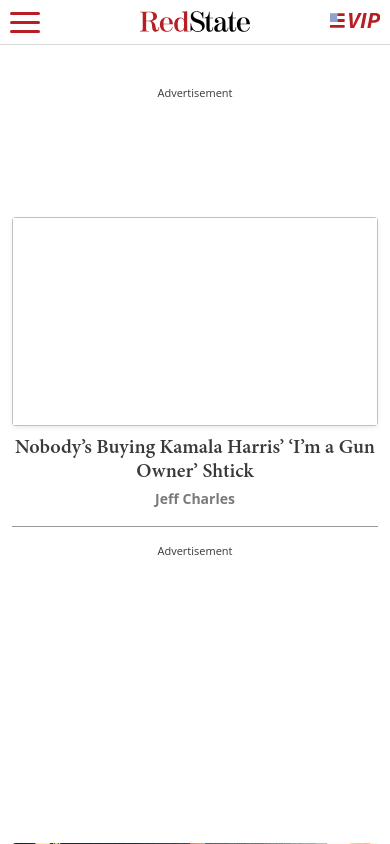 RedState
VIP
Advertisement
Nobody’s Buying Kamala Harris’ ‘I’m a Gun
Owner’ Shtick
Jeff Charles
Advertisement